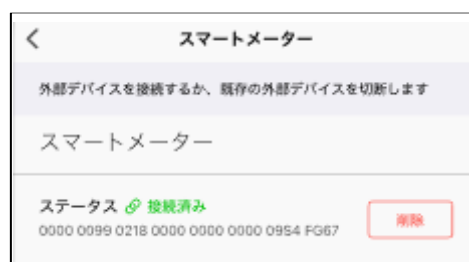 スマートメーター
外部デバイスを接続するか、既存の外部デバイスを切断します
スマートメーター
ステータス 接続済み
0000 0099 0218 0000 0000 0000 0954 FG67
削除